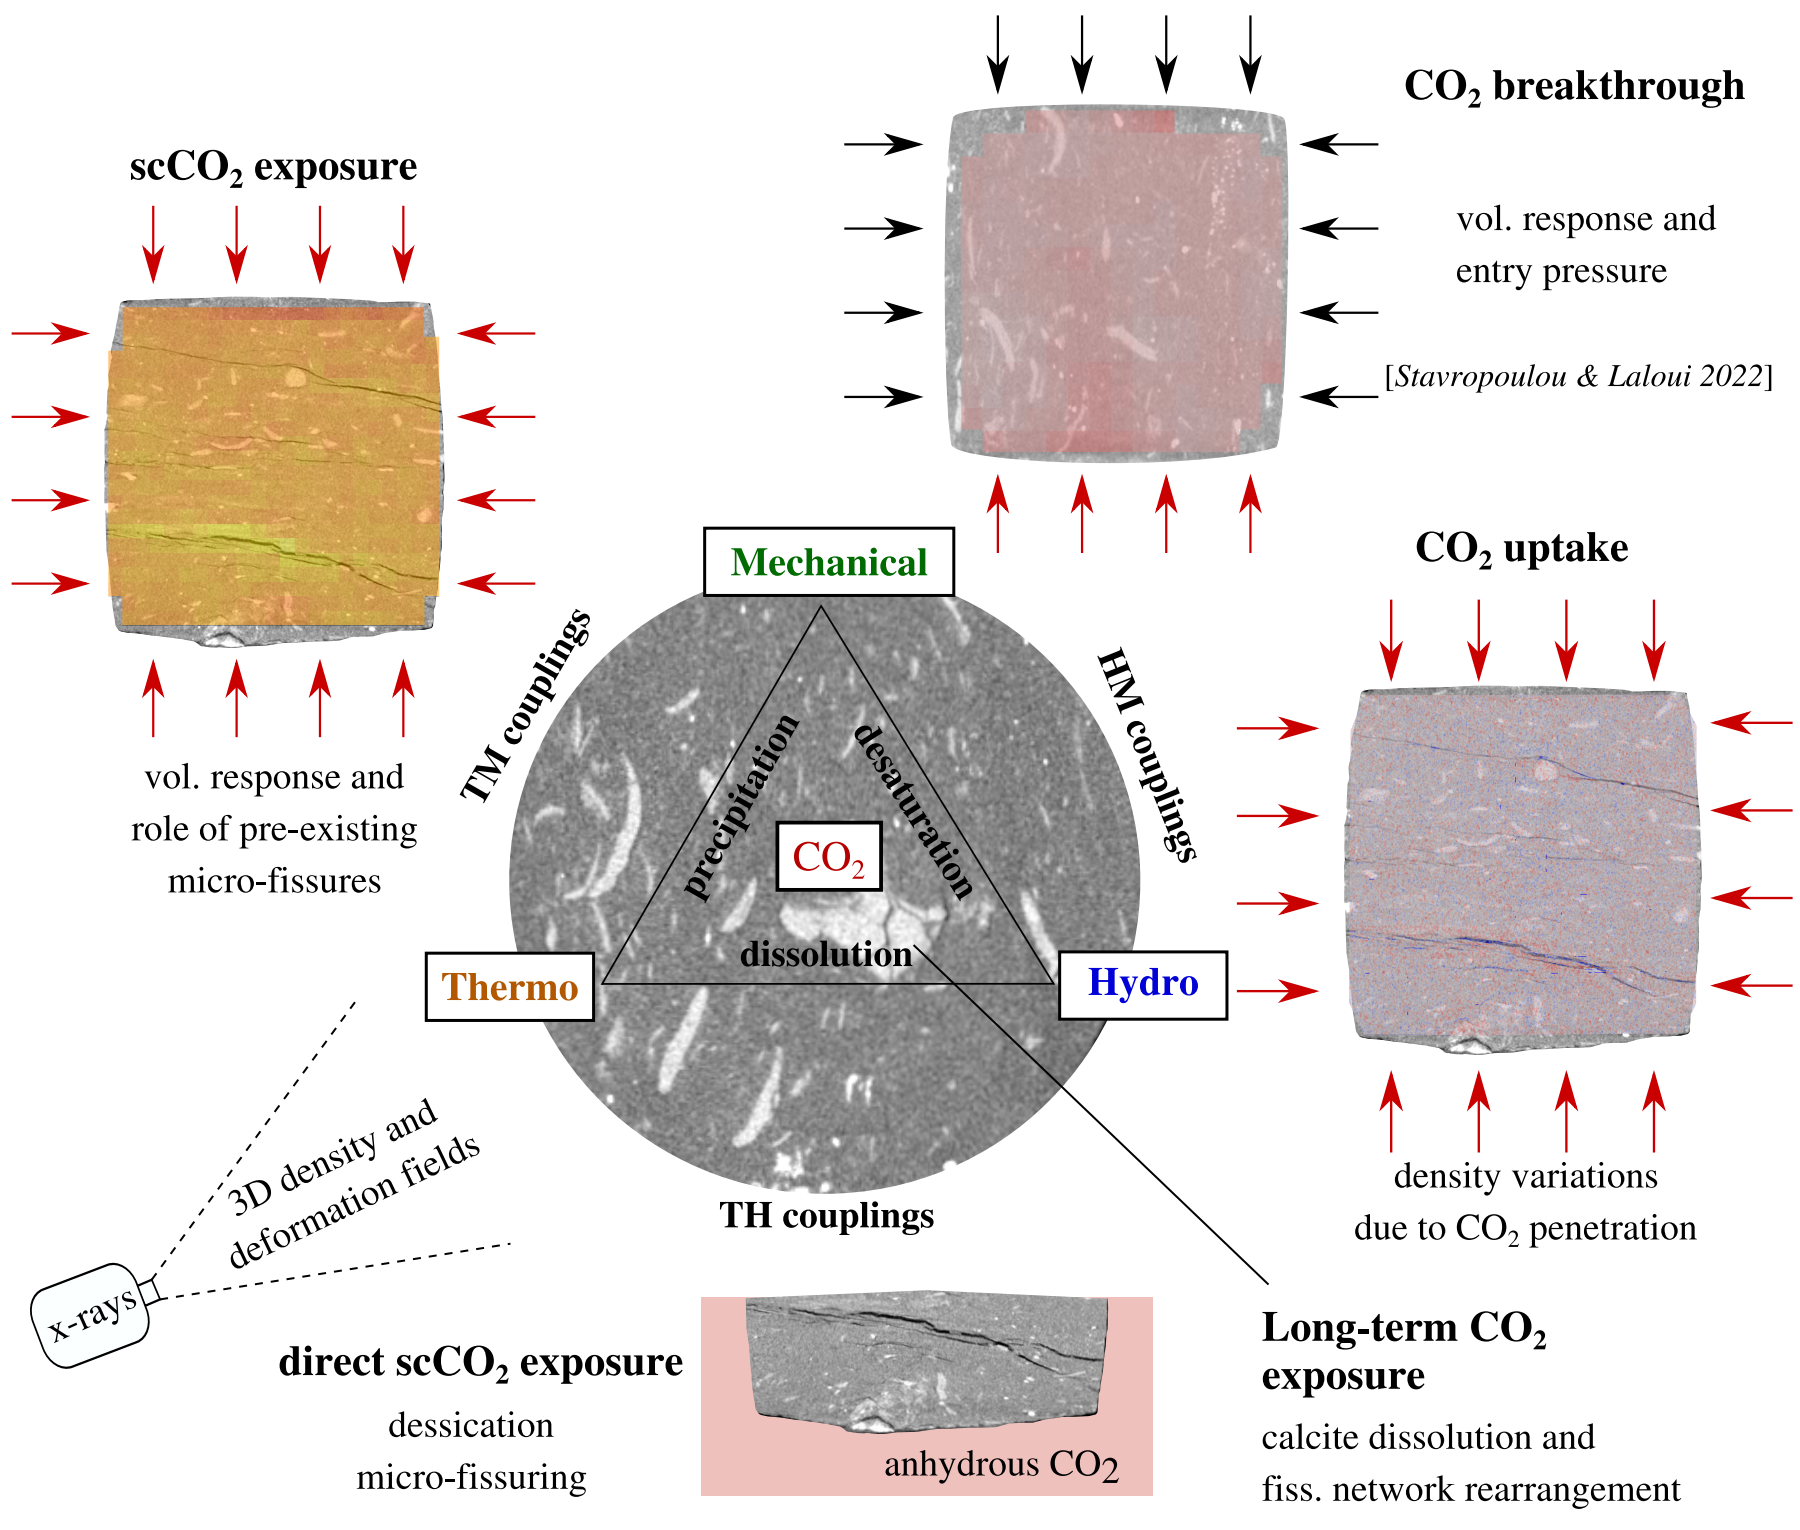 CO₂ breakthrough
scCO₂ exposure
vol. response and
entry pressure
[Stavropoulou & Laloui 2022]
CO₂ uptake
Mechanical
TM couplings
HM couplings
precipitation
desaturation
CO₂
dissolution
Thermo
Hydro
TH couplings
vol. response and
role of pre-existing
micro-fissures
density variations
due to CO₂ penetration
3D density and
deformation fields
x-rays
direct scCO₂ exposure
dessication
micro-fissuring
anhydrous CO2
Long-term CO₂
exposure
calcite dissolution and
fiss. network rearrangement